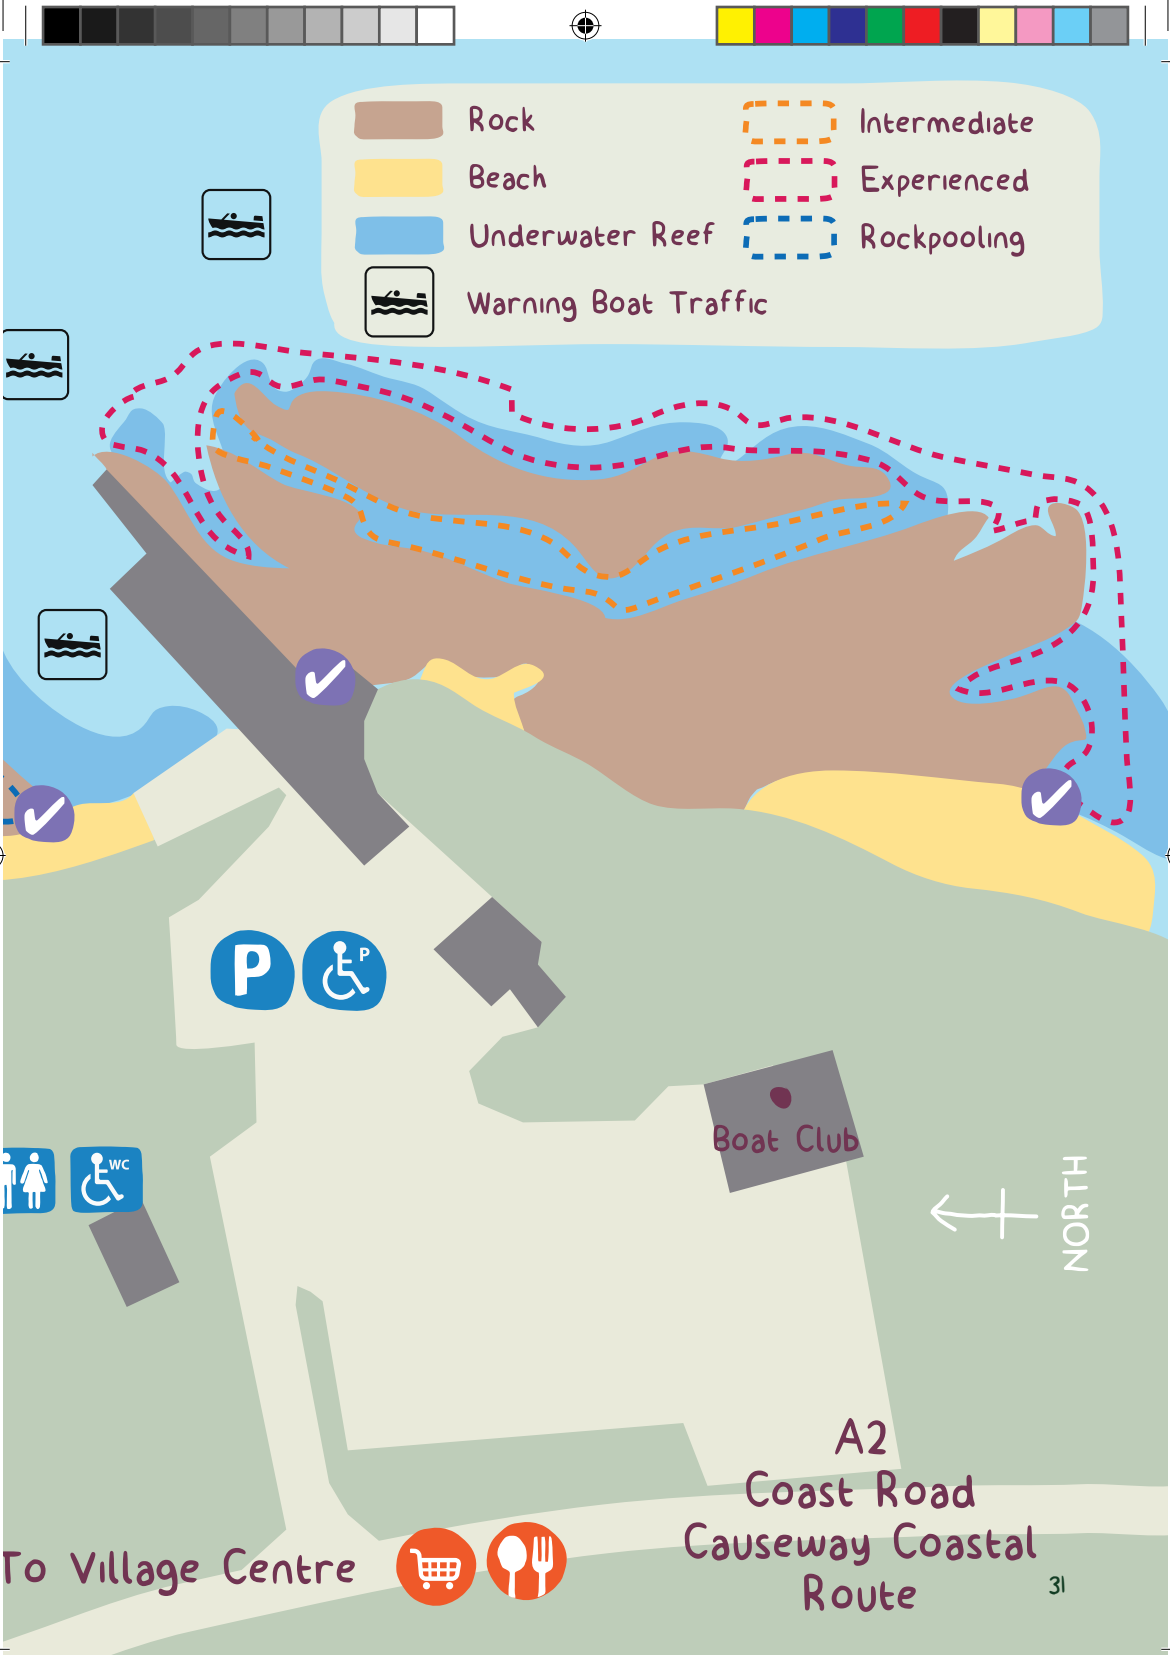 Rock
Beach
Underwater Reef
Warning Boat Traffic
Intermediate
Experienced
Rockpooling
P
P
Boat Club
WC
NORTH
A2
Coast Road
Causeway Coastal
Route
To Village Centre
31